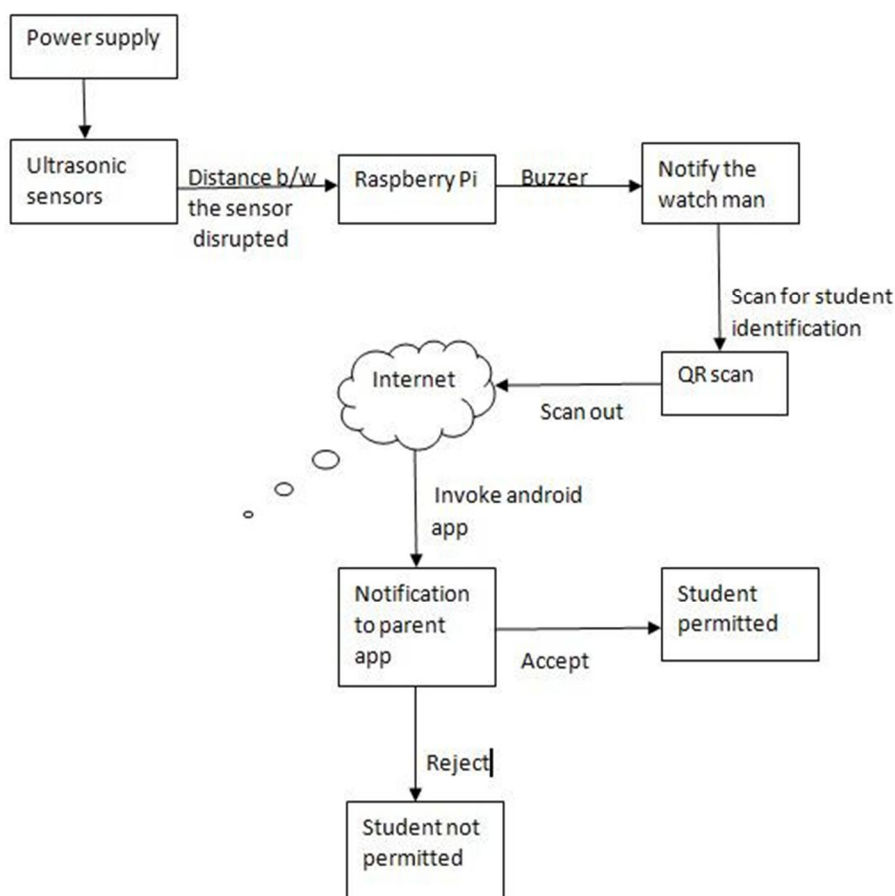 Power supply
Ultrasonic
sensors
Distance b/w
the sensor
disrupted
Raspberry Pi
Buzzer
Notify the
watch man
Scan for student
identification
QR scan
Scan out
Internet
Invoke android
app
Notification
to parent
app
Accept
Student
permitted
Reject
Student not
permitted